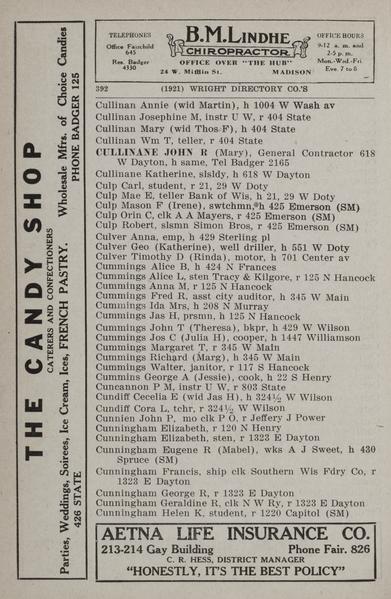 THE CANDY SHOP
CATERERS AND CONFECTIONERS
Parties, Weddings, Soirees, Ice Cream, Ices, FRENCH PASTRY. Wholesale Mfrs. of Choice Candies
426 STATE PHONE BADGER 125
TELEPHONES
Office Fairchild
645
Res. Badger
4330
B.M. LINDHE
CHIROPRACTOR
OFFICE OVER "THE HUB"
24 W. Mifflin St. MADISON
OFFICE HOURS
9-12 a. m. and
2-5 p. m.
Mon.-Wed.-Fri
Eve. 7 to 8
392 (1921) WRIGHT DIRECTORY CO.'S
Cullinan Annie (wid Martin), h 1004 W Wash av
Cullinan Josephine M, instr U W, r 404 State
Cullinan Mary (wid Thos F), h 404 State
Cullinan Wm T, teller, r 404 State
CULLINANE JOHN R (Mary), General Contractor 618
W Dayton, h same, Tel Badger 2165
Cullinane Katherine, slsldy, h 618 W Dayton
Culp Carl, student, r 21, 29 W Doty
Culp Mae E, teller Bank of Wis, h 21, 29 W Doty
Culp Mason F (Irene), swtchmn, h 425 Emerson (SM)
Culp Orin C, clk A A Mayers, r 425 Emerson (SM)
Culp Robert, slsmn Simon Bros, r 425 Emerson (SM)
Culver Anna, emp, h 429 Sterling pl
Culver Geo (Katherine), well driller, h 551 W Doty
Culver Timothy D (Rinda), motor, h 701 Center av
Cummings Alice B, h 424 N Frances
Cummings Alice L, sten Tracy & Kilgore, r 125 N Hancock
Cummings Anna M, r 125 N Hancock
Cummings Fred R, asst city auditor, h 345 W Main
Cummings Ida Mrs, h 208 N Murray
Cummings Jas H, prsmn, h 125 N Hancock
Cummings John T (Theresa), bkpr, h 429 W Wilson
Cummings Jos C (Julia H), cooper, h 1447 Williamson
Cummings Margaret T, r 345 W Main
Cummings Richard (Marg), h 345 W Main
Cummings Walter, janitor, r 117 S Hancock
Cummins George A (Jessie), cook, h 22 S Henry
Cuncannon P M, instr U W, r 803 State
Cundiff Cecelia E (wid Jas H), h 324½ W Wilson
Cundiff Cora L, tchr, r 324½ W Wilson
Cunnien John P, mo clk P O, r Jeffery J Power
Cunningham Elizabeth, r 120 N Henry
Cunningham Elizabeth, sten, r 1323 E Dayton
Cunningham Eugene R (Mabel), wks A J Sweet, h 430
Spruce (SM)
Cunningham Francis, ship clk Southern Wis Fdry Co, r
1323 E Dayton
Cunningham George R, r 1323 E Dayton
Cunningham Geraldine R, clk N W Ry, r 1323 E Dayton
Cunningham Helen K, student, r 1220 Capitol (SM)
AETNA LIFE INSURANCE CO.
213-214 Gay Building Phone Fair. 826
C. R. HESS, DISTRICT MANAGER
"HONESTLY, IT'S THE BEST POLICY"